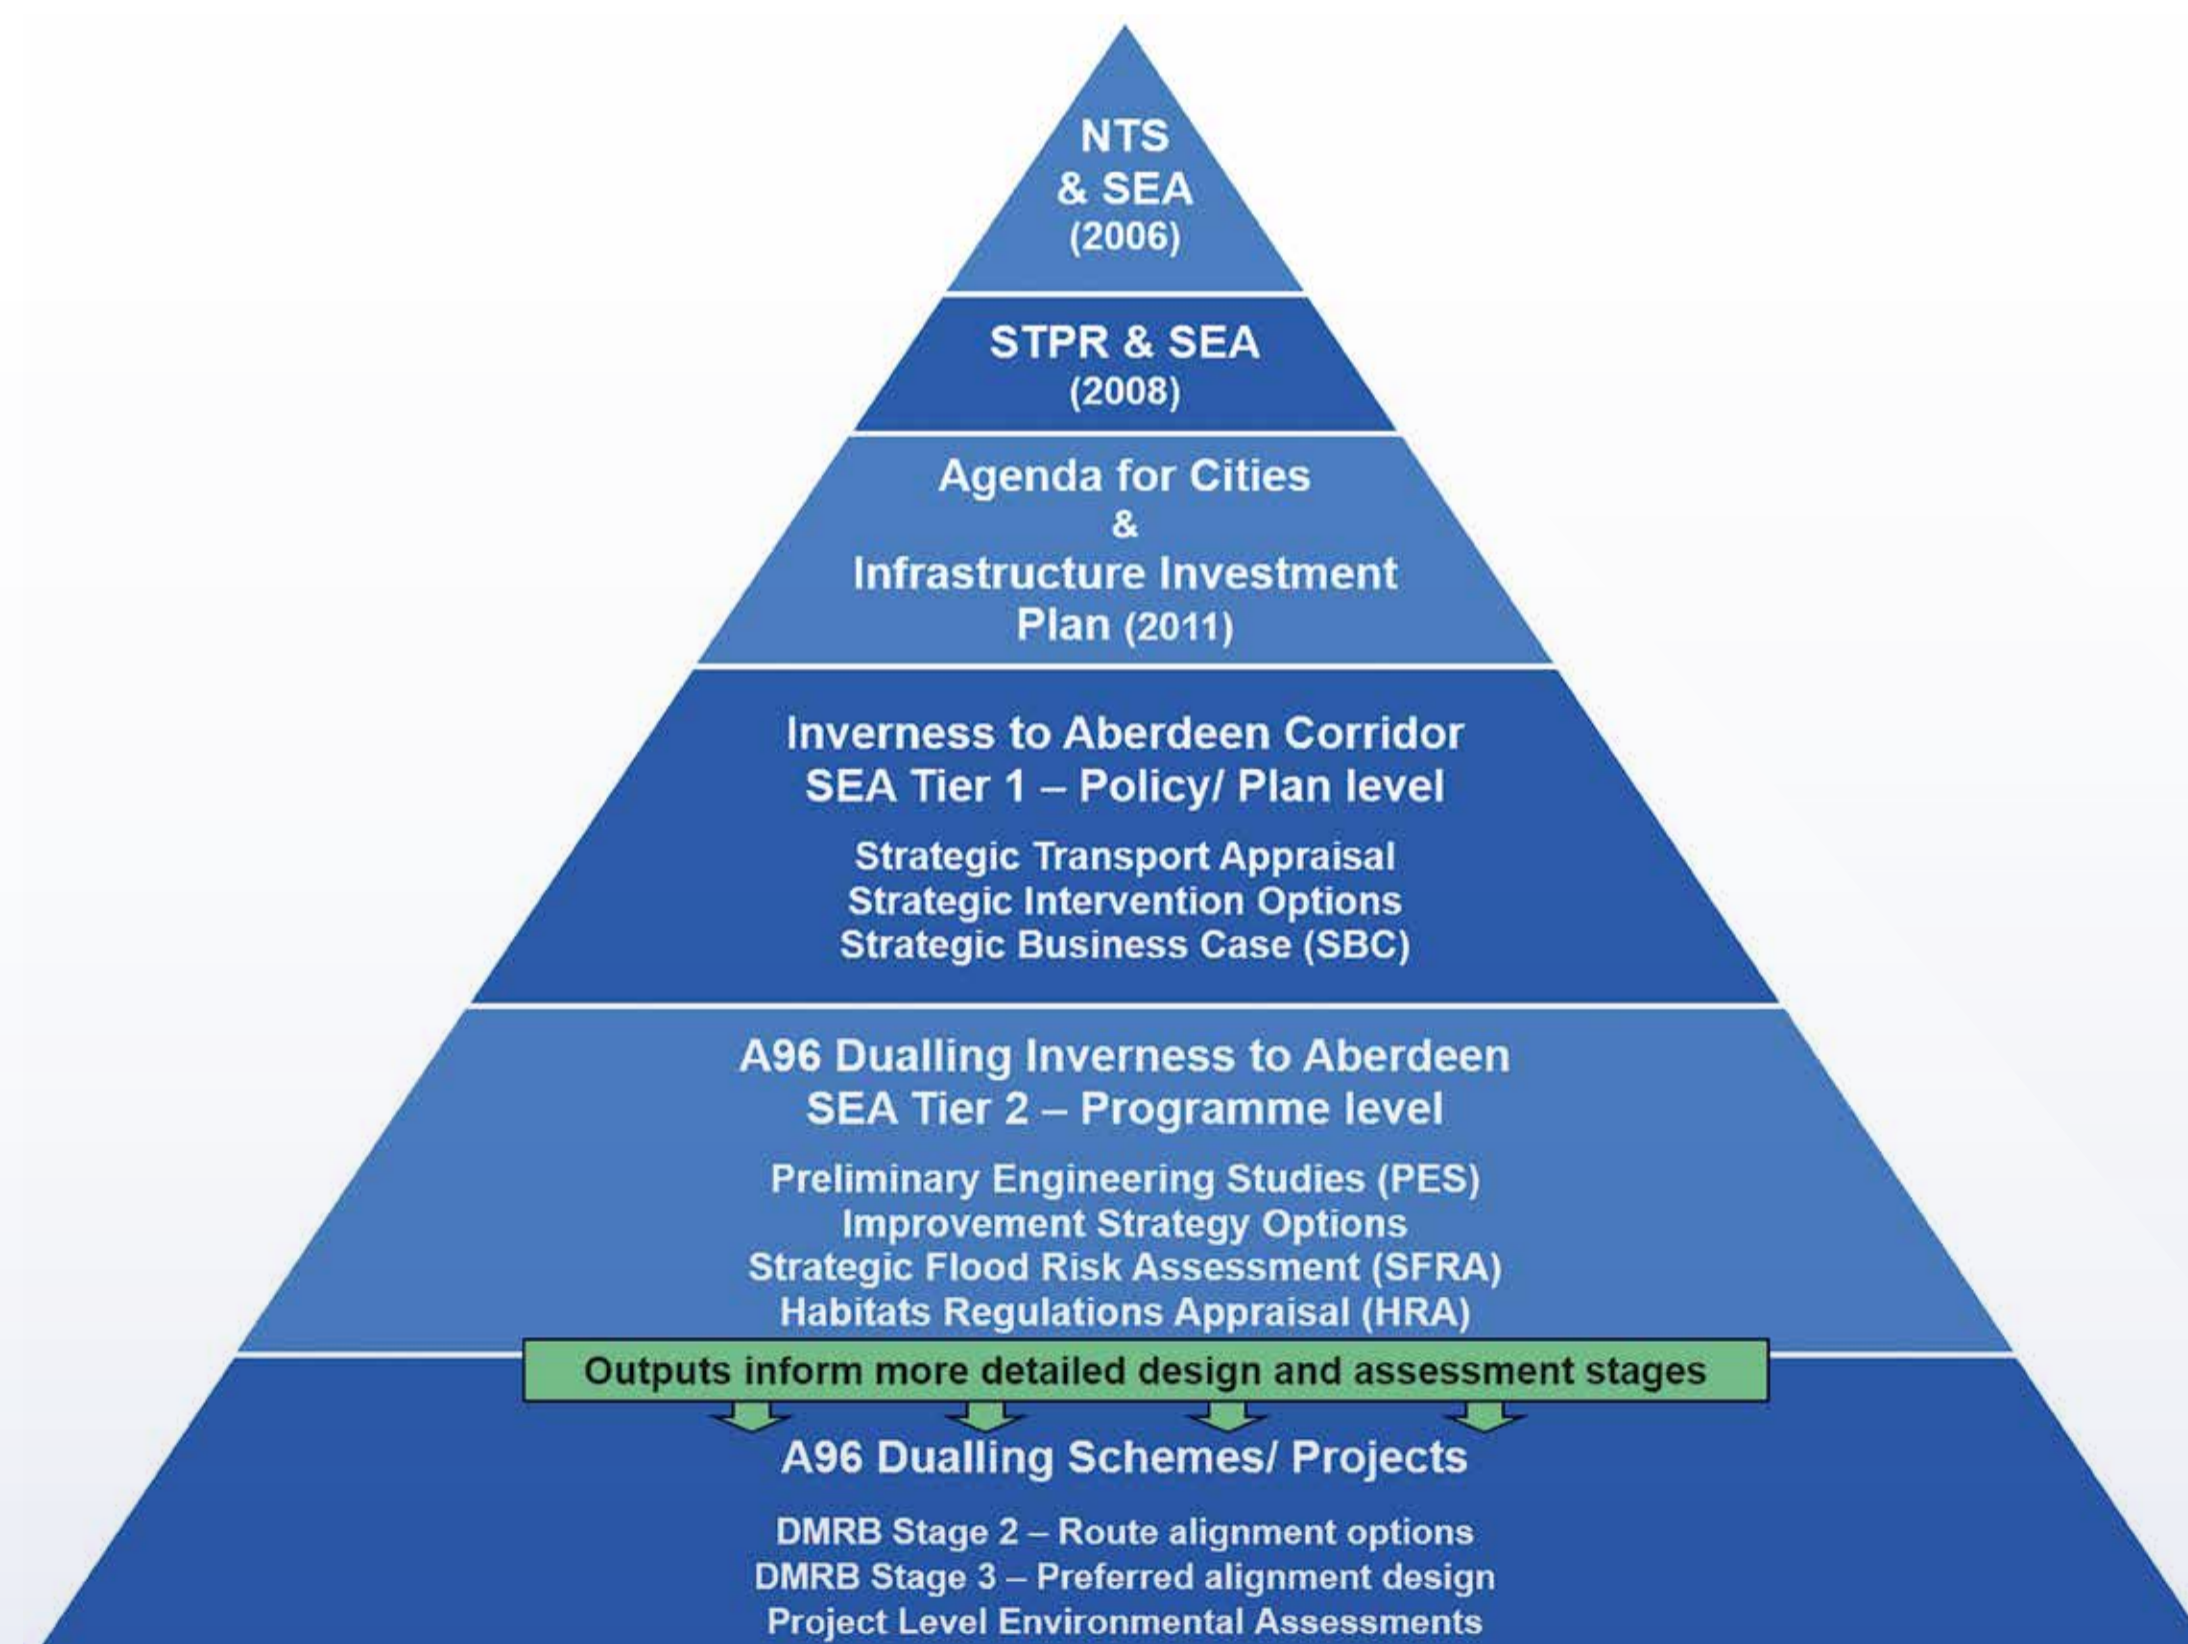 NTS
& SEA
(2006)
STPR & SEA
(2008)
Agenda for Cities
&
Infrastructure Investment
Plan (2011)
Inverness to Aberdeen Corridor
SEA Tier 1 – Policy/ Plan level
Strategic Transport Appraisal
Strategic Intervention Options
Strategic Business Case (SBC)
A96 Dualling Inverness to Aberdeen
SEA Tier 2 – Programme level
Preliminary Engineering Studies (PES)
Improvement Strategy Options
Strategic Flood Risk Assessment (SFRA)
Habitats Regulations Appraisal (HRA)
Outputs inform more detailed design and assessment stages
A96 Dualling Schemes/ Projects
DMRB Stage 2 – Route alignment options
DMRB Stage 3 – Preferred alignment design
Project Level Environmental Assessments